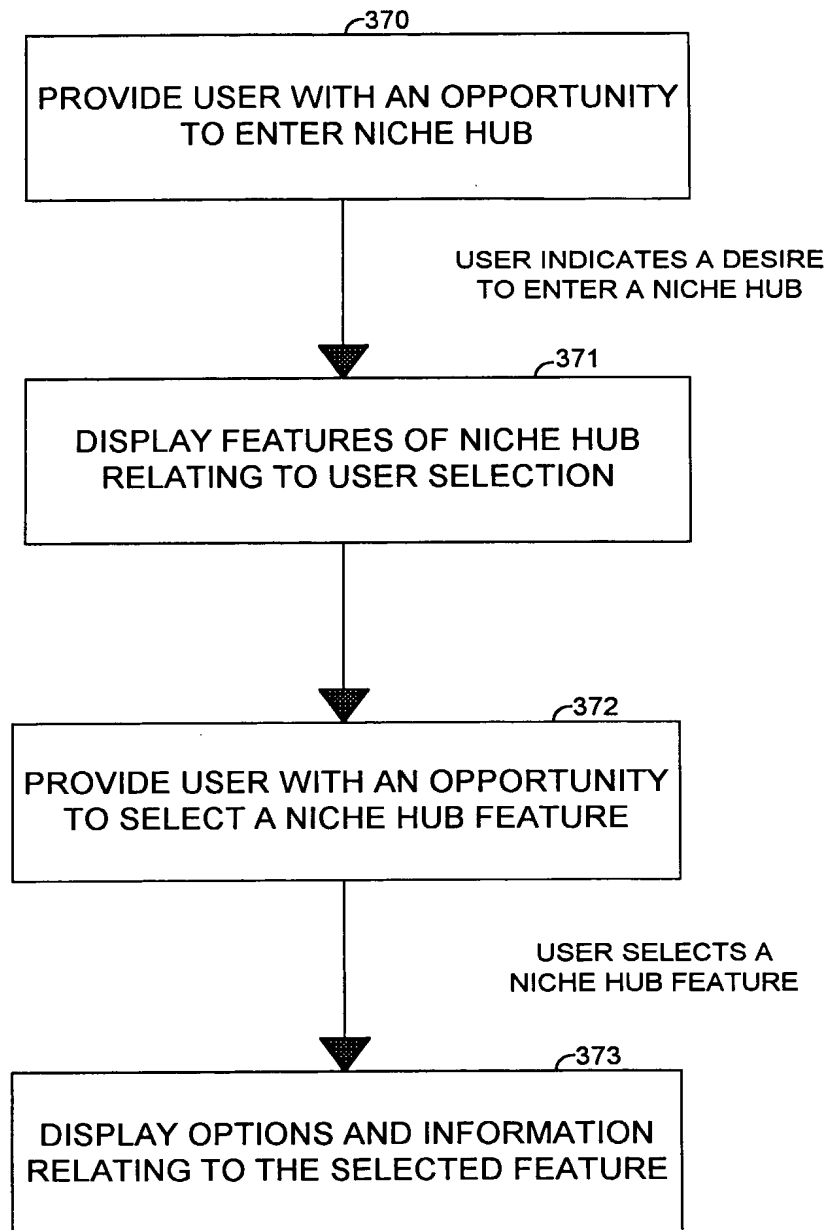 370
PROVIDE USER WITH AN OPPORTUNITY
TO ENTER NICHE HUB
USER INDICATES A DESIRE
TO ENTER A NICHE HUB
371
DISPLAY FEATURES OF NICHE HUB
RELATING TO USER SELECTION
372
PROVIDE USER WITH AN OPPORTUNITY
TO SELECT A NICHE HUB FEATURE
USER SELECTS A
NICHE HUB FEATURE
373
DISPLAY OPTIONS AND INFORMATION
RELATING TO THE SELECTED FEATURE